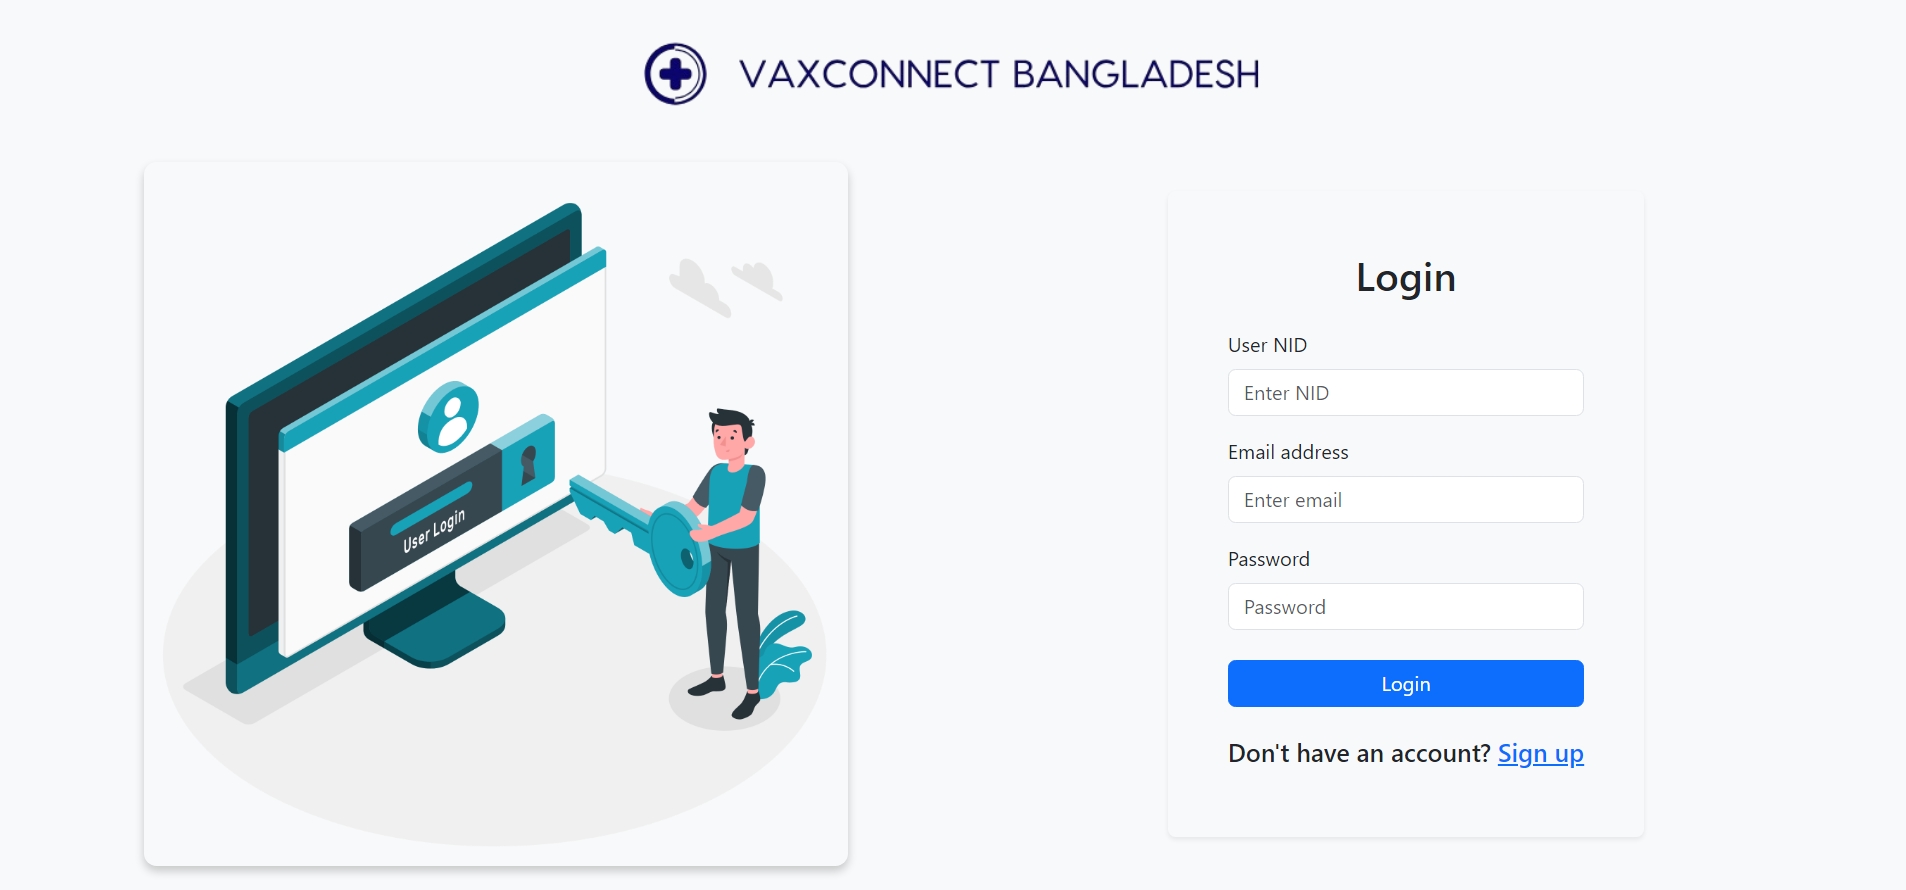 VAXCONNECT BANGLADESH
User Login
Login
User NID
Enter NID
Email address
Enter email
Password
Password
Login
Don't have an account? Sign up